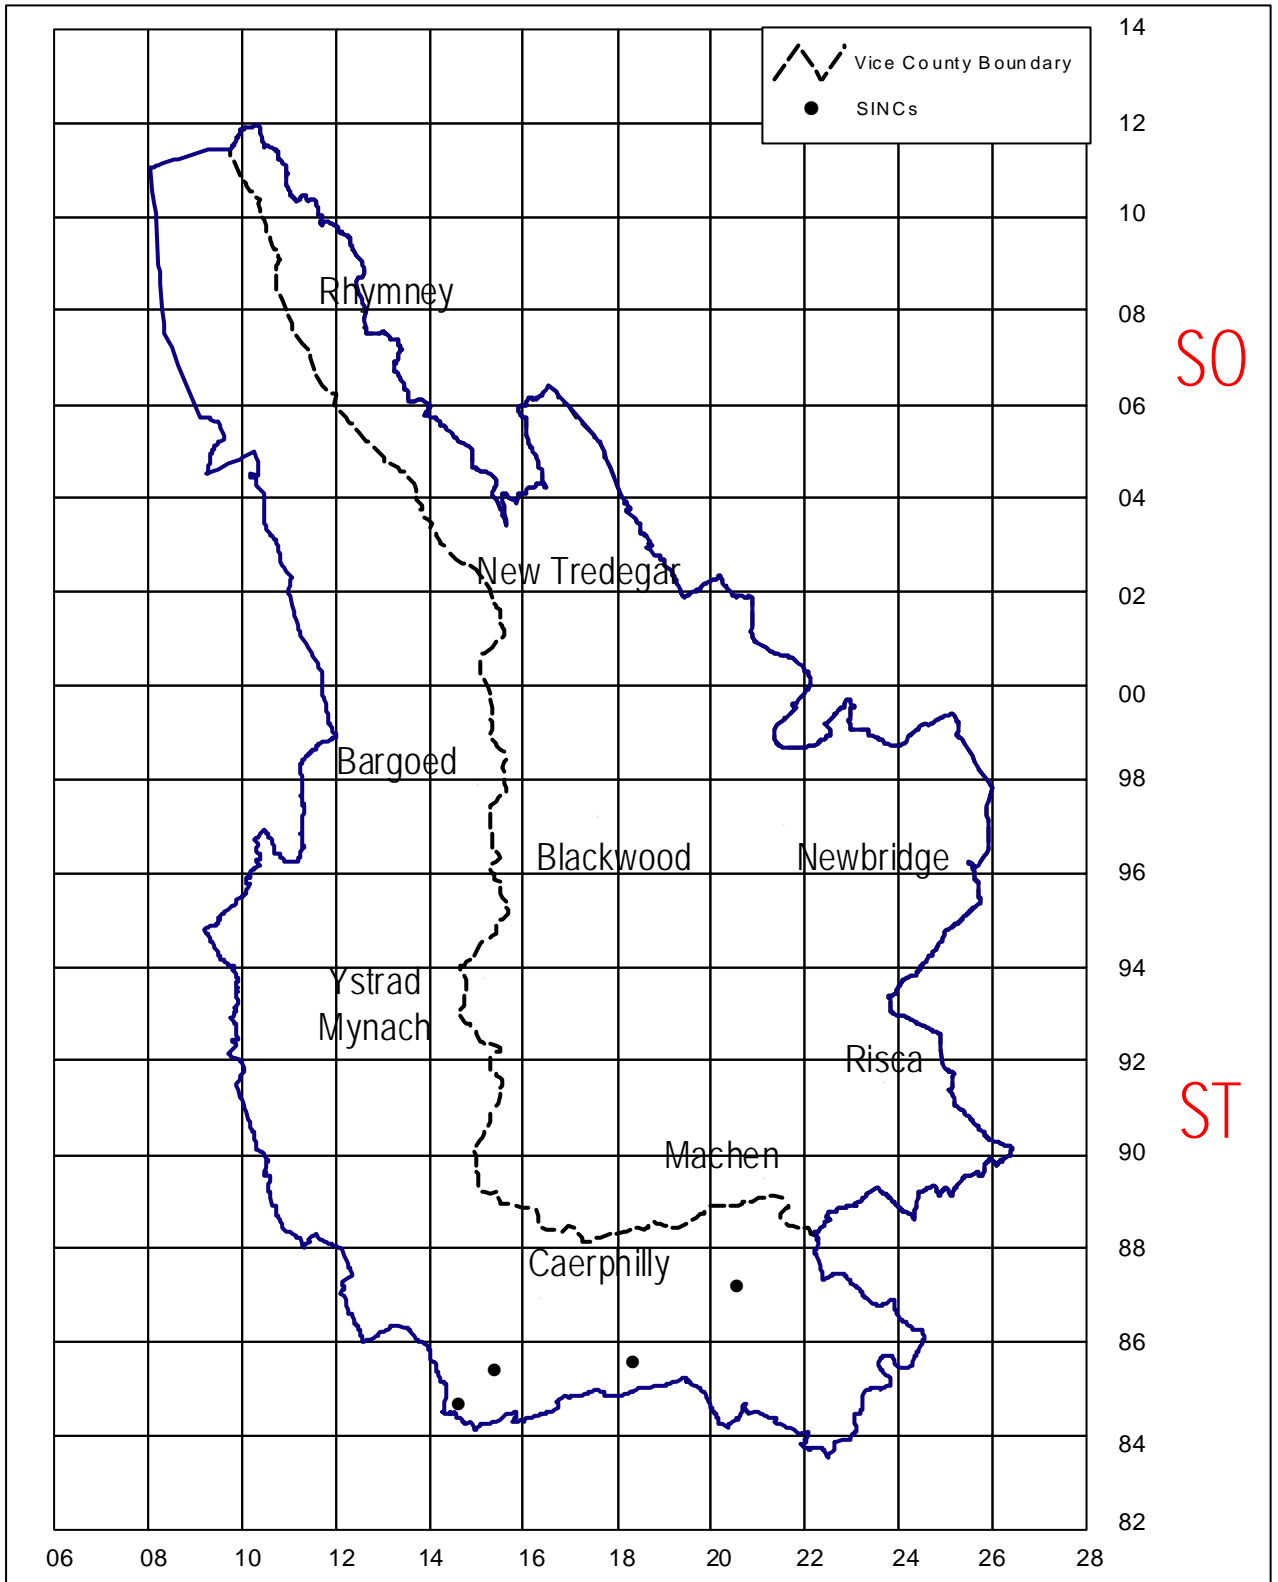 14
Vice County Boundary
SINCs
12
10
Rhymney
08
SO
06
04
New Tredegar
02
00
Bargoed
98
Blackwood
Newbridge
96
Ystrad
Mynach
94
Risca
92
ST
Machen
90
Caerphilly
88
86
84
82
06 08 10 12 14 16 18 20 22 24 26 28